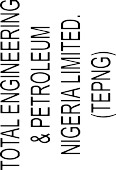 TOTAL ENGINEERING
& PETROLEUM
NIGERIA LIMITED.
(TEPNG)